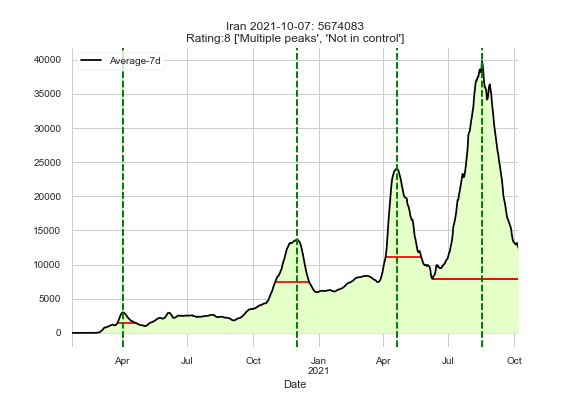 Iran 2021-10-07: 5674083
Rating:8 ['Multiple peaks', 'Not in control']
Average-7d
40000
35000
30000
25000
20000
15000
10000
5000
0
Apr
Jul
Oct
Jan
2021
Apr
Jul
Oct
Date